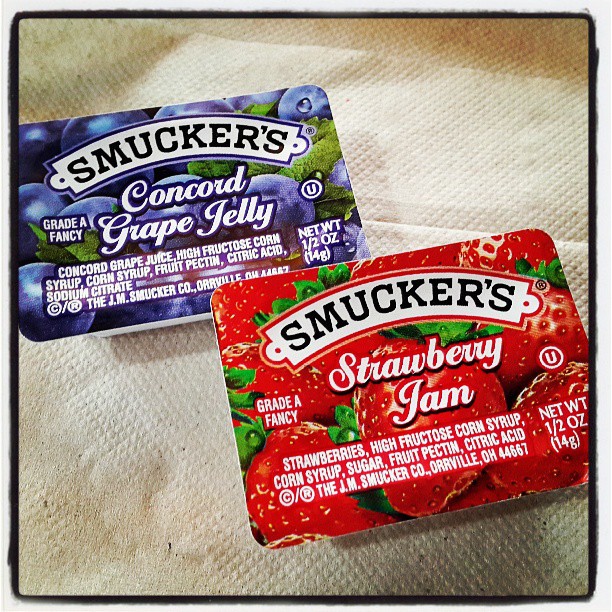 SMUCKER'S®
Concord
Grape Jelly
U
GRADE A
FANCY
NET WT
1/2 OZ
(14g)
CONCORD GRAPE JUICE, HIGH FRUCTOSE CORN
SYRUP, CORN SYRUP, FRUIT PECTIN, CITRIC ACID,
SODIUM CITRATE
©/® THE J.M. SMUCKER CO., ORRVILLE, OH 44667
SMUCKER'S®
Strawberry
Jam
U
GRADE A
FANCY
NET WT
1/2 OZ
(14g)
STRAWBERRIES, HIGH FRUCTOSE CORN SYRUP,
CORN SYRUP, SUGAR, FRUIT PECTIN, CITRIC ACID
©/® THE J.M. SMUCKER CO., ORRVILLE, OH 44667